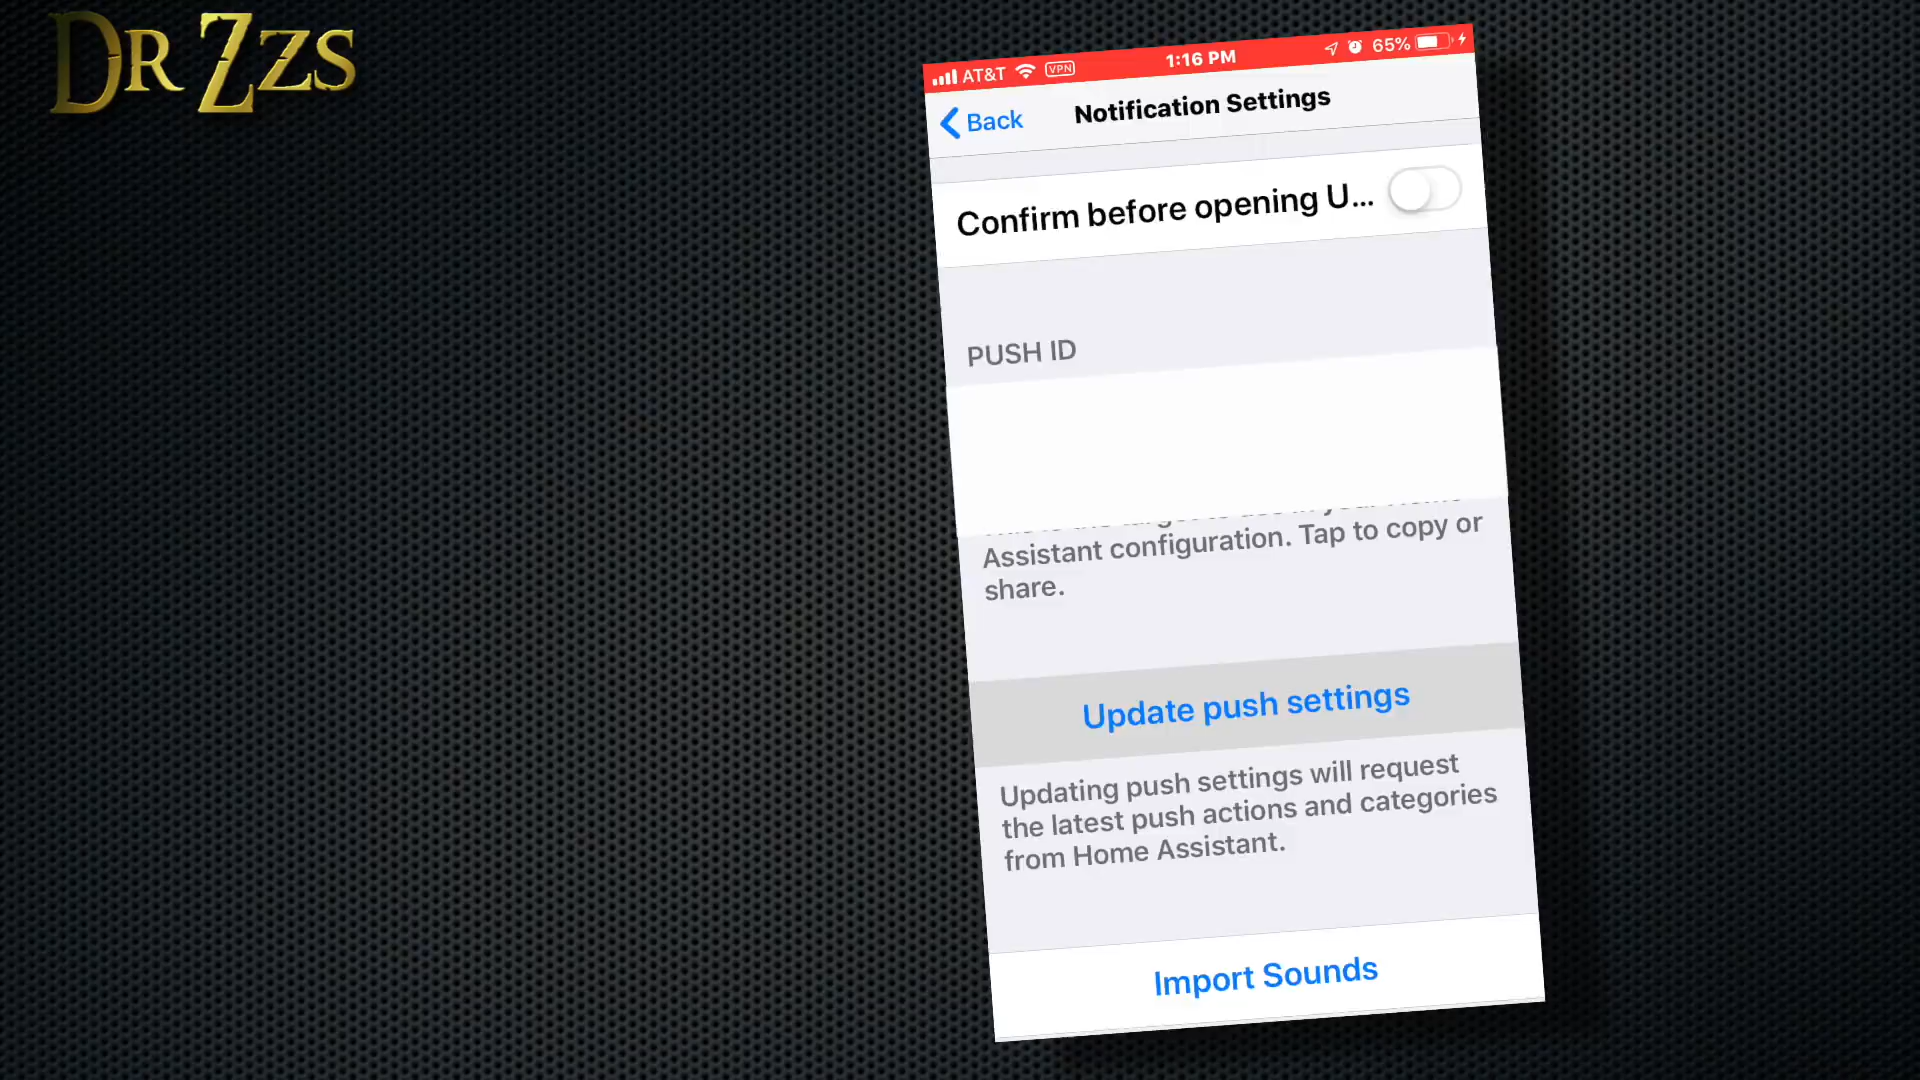 DR ZZS
AT&T VPN 1:16 PM 65%
Back Notification Settings
Confirm before opening U...
PUSH ID
Assistant configuration. Tap to copy or
share.
Update push settings
Updating push settings will request
the latest push actions and categories
from Home Assistant.
Import Sounds